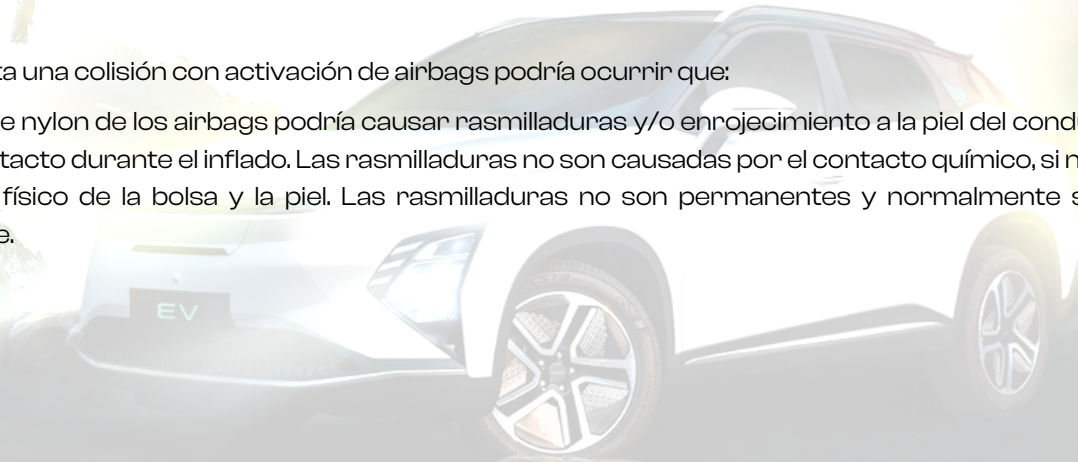 ta una colisión con activación de airbags podría ocurrir que:
e nylon de los airbags podría causar rasmilladuras y/o enrojecimiento a la piel del cond
tacto durante el inflado. Las rasmilladuras no son causadas por el contacto químico, si n
físico de la bolsa y la piel. Las rasmilladuras no son permanentes y normalmente s
e.
EV